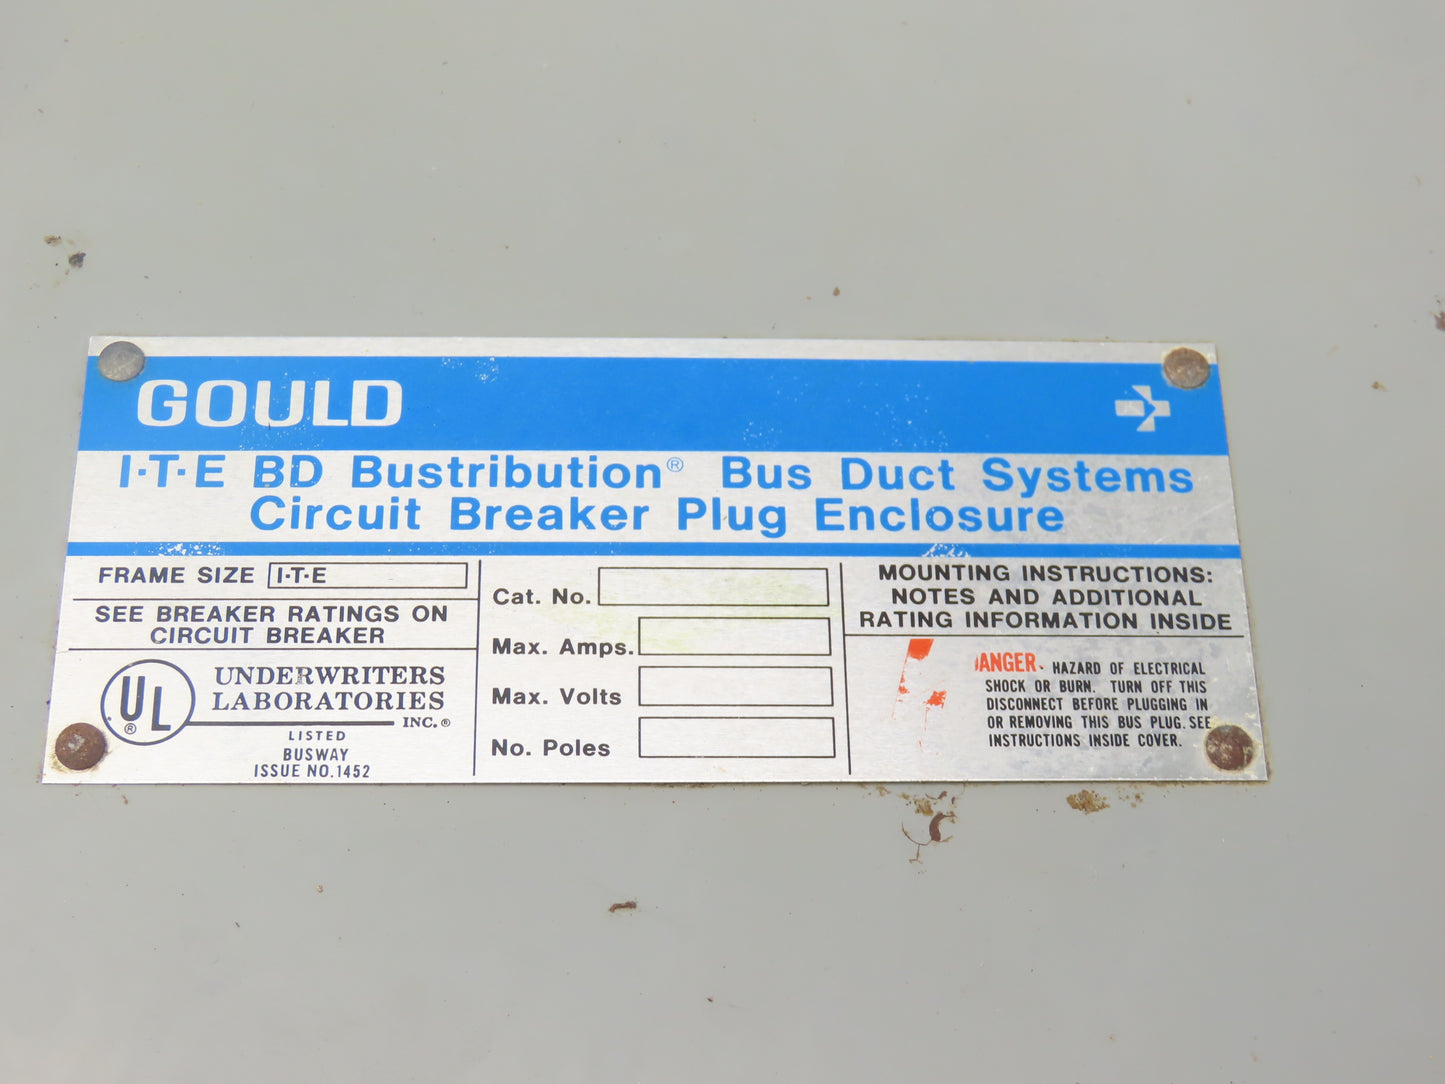 GOULD
I·T·E BD Bustribution® Bus Duct Systems
Circuit Breaker Plug Enclosure
FRAME SIZE I·T·E
SEE BREAKER RATINGS ON
CIRCUIT BREAKER
UL®
UNDERWRITERS
LABORATORIES
INC.®
LISTED
BUSWAY
ISSUE NO.1452
Cat. No.
Max. Amps.
Max. Volts
No. Poles
MOUNTING INSTRUCTIONS:
NOTES AND ADDITIONAL
RATING INFORMATION INSIDE
DANGER. HAZARD OF ELECTRICAL
SHOCK OR BURN. TURN OFF THIS
DISCONNECT BEFORE PLUGGING IN
OR REMOVING THIS BUS PLUG. SEE
INSTRUCTIONS INSIDE COVER.